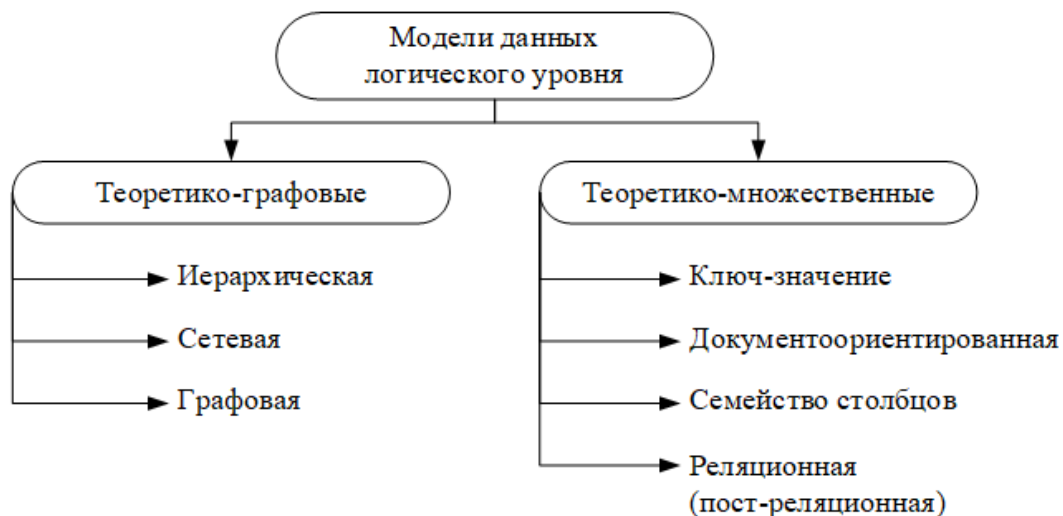 Модели данных
логического уровня
Теоретико-графовые
Иерархическая
Сетевая
Графовая
Теоретико-множественные
Ключ-значение
Документоориентированная
Семейство столбцов
Реляционная
(пост-реляционная)